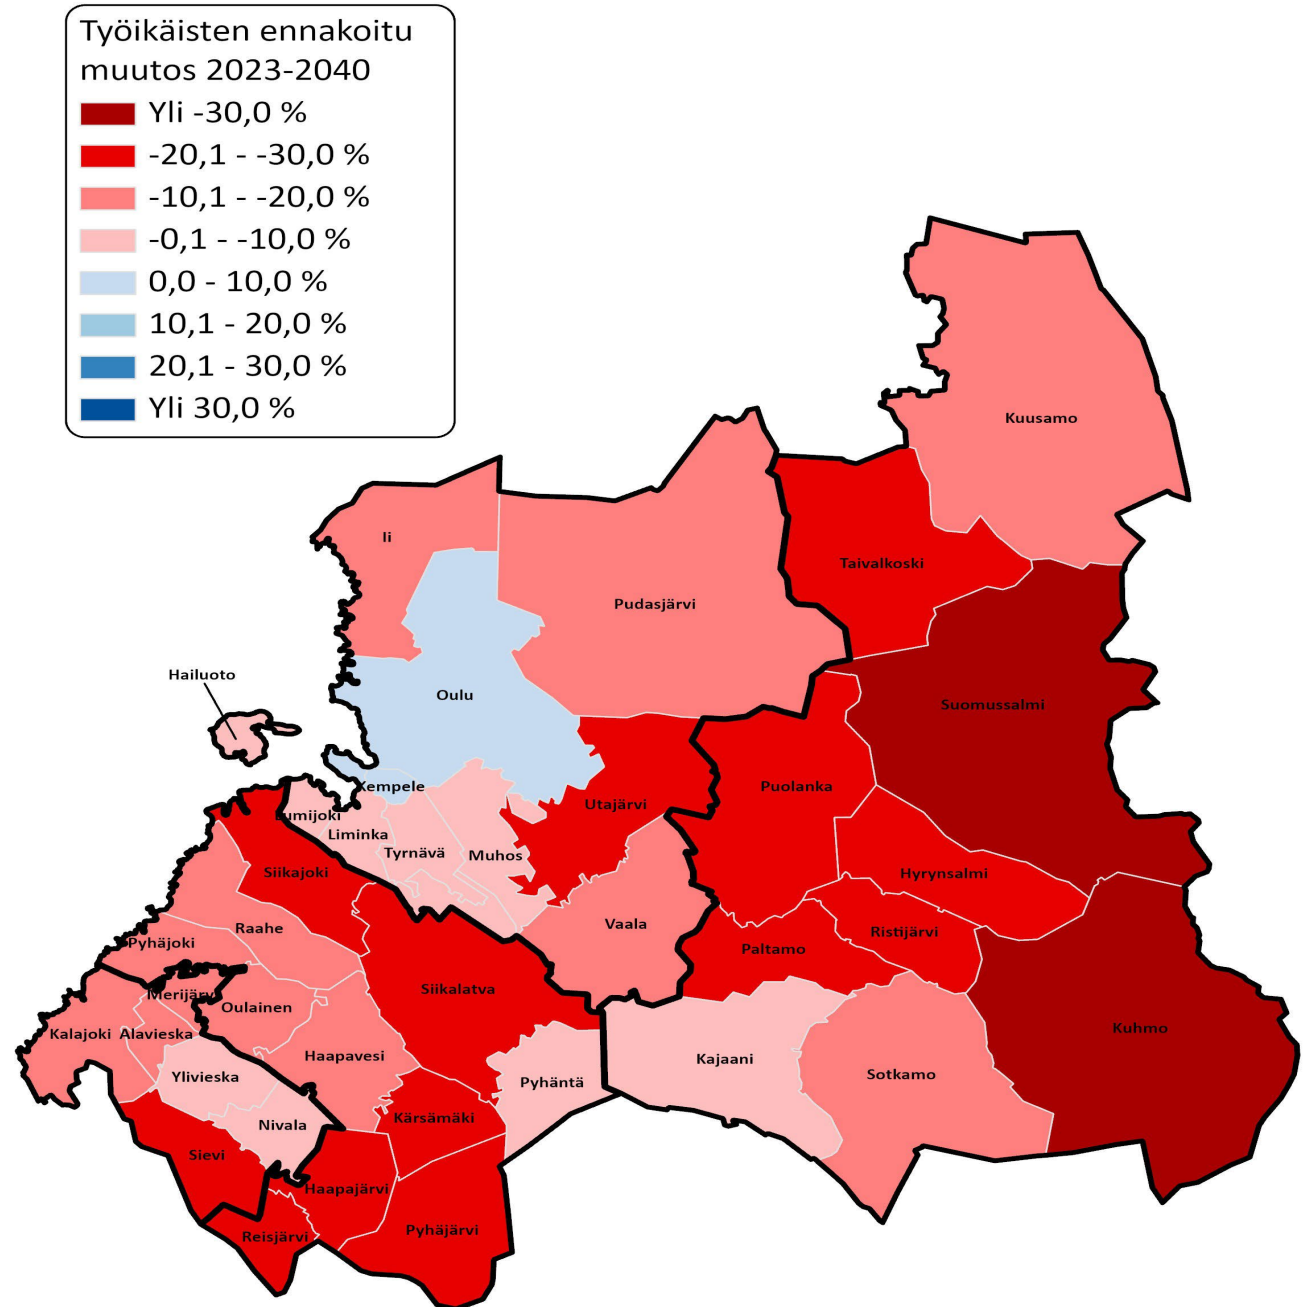 Työikäisten ennakoitu
muutos 2023-2040
Yli -30,0 %
-20,1 - -30,0 %
-10,1 - -20,0 %
-0,1 - -10,0 %
0,0 - 10,0 %
10,1 - 20,0 %
20,1 - 30,0 %
Yli 30,0 %
Kuusamo
Ii
Taivalkoski
Pudasjärvi
Hailuoto
Oulu
Suomussalmi
Kempele
Puolanka
Utajärvi
Lumijoki
Liminka
Tyrnävä
Muhos
Siikajoki
Hyrynsalmi
Raahe
Vaala
Ristijärvi
Pyhäjoki
Paltamo
Siikalatva
Merijärvi
Oulainen
Kuhmo
Kalajoki
Alavieska
Haapavesi
Kajaani
Ylivieska
Pyhäntä
Sotkamo
Kärsämäki
Nivala
Sievi
Haapajärvi
Reisjärvi
Pyhäjärvi